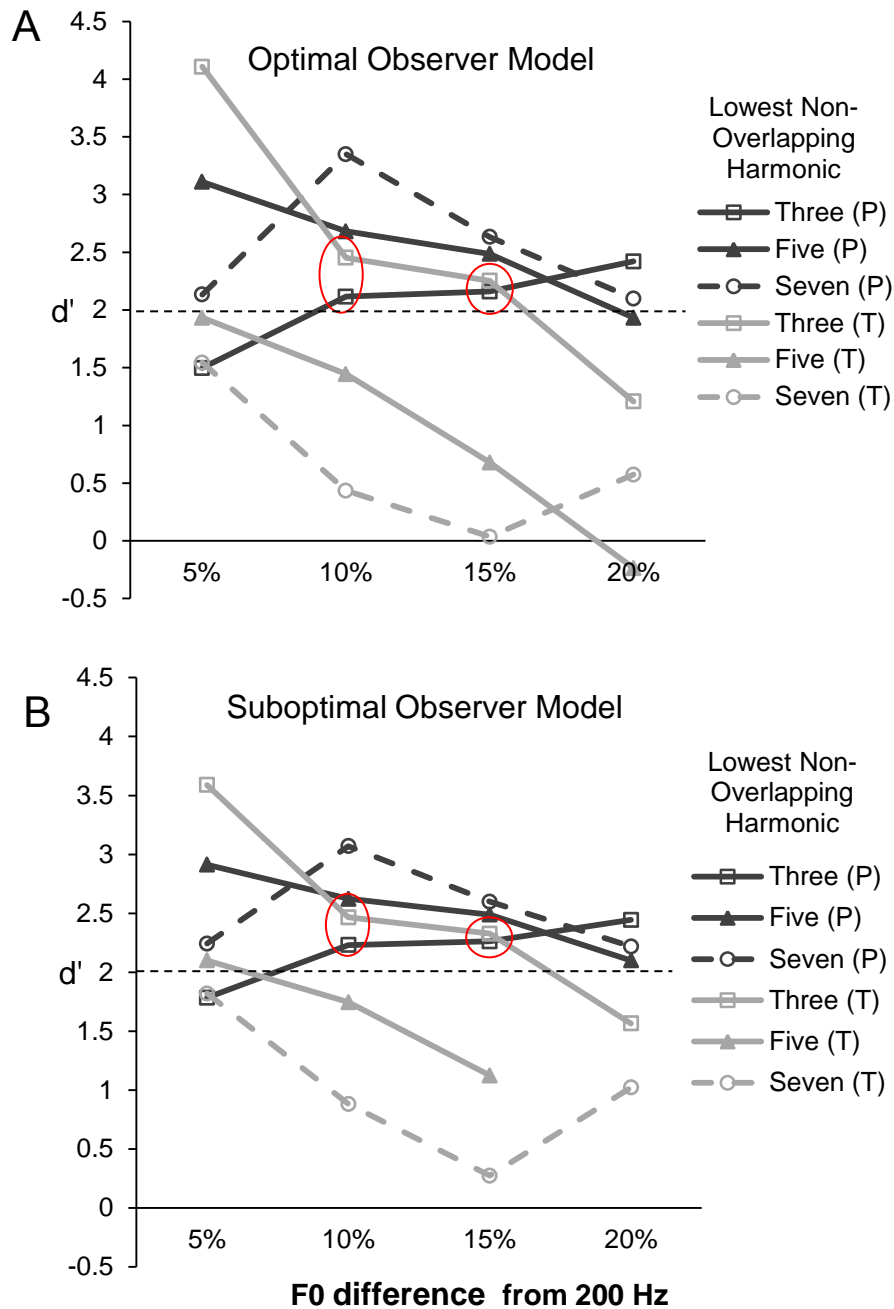 A
Optimal Observer Model
4.5
4
3.5
3
2.5
2
1.5
1
0.5
0
-0.5
d'
5%
10%
15%
20%
Lowest Non-
Overlapping
Harmonic
Three (P)
Five (P)
Seven (P)
Three (T)
Five (T)
Seven (T)
B
Suboptimal Observer Model
4.5
4
3.5
3
2.5
2
1.5
1
0.5
0
-0.5
d'
5%
10%
15%
20%
Lowest Non-
Overlapping
Harmonic
Three (P)
Five (P)
Seven (P)
Three (T)
Five (T)
Seven (T)
F0 difference from 200 Hz